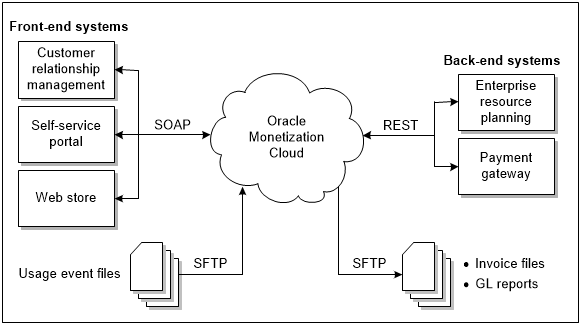 Front-end systems
Customer
relationship
management
Self-service
portal
Web store
SOAP
Oracle
Monetization
Cloud
REST
Back-end systems
Enterprise
resource
planning
Payment
gateway
Usage event files
SFTP
SFTP
• Invoice files
• GL reports